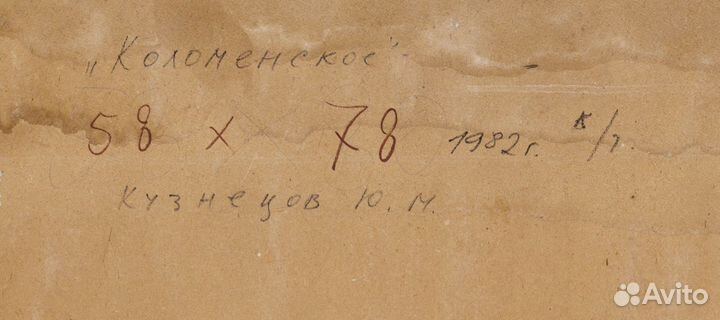 „Коломенское"
58 x 78 1982г. к/т.
Кузнецов Ю.М.
Avito